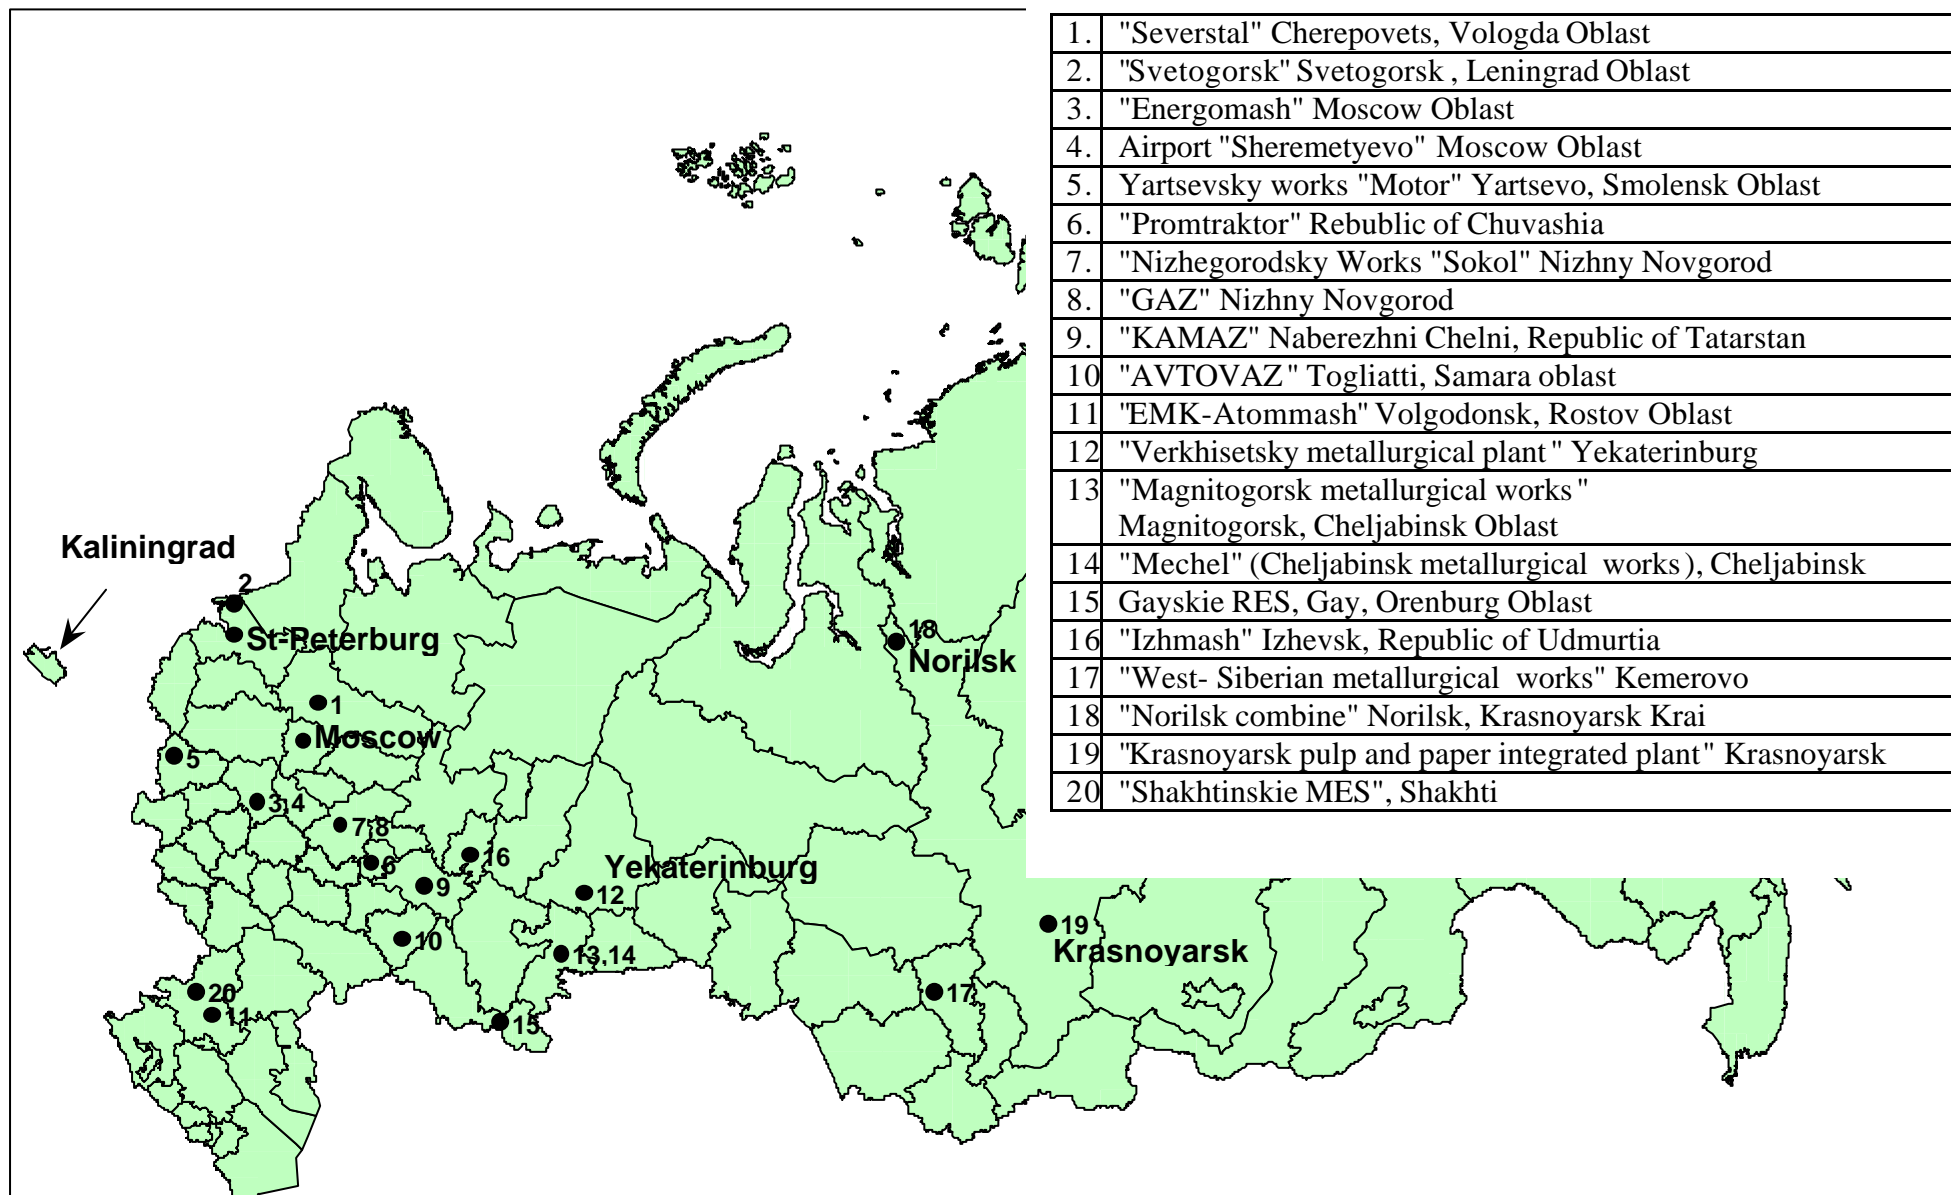 1. "Severstal" Cherepovets, Vologda Oblast
2. "Svetogorsk" Svetogorsk , Leningrad Oblast
3. "Energomash" Moscow Oblast
4. Airport "Sheremetyevo" Moscow Oblast
5. Yartsevsky works "Motor" Yartsevo, Smolensk Oblast
6. "Promtraktor" Rebublic of Chuvashia
7. "Nizhegorodsky Works "Sokol" Nizhny Novgorod
8. "GAZ" Nizhny Novgorod
9. "KAMAZ" Naberezhni Chelni, Republic of Tatarstan
10 "AVTOVAZ" Togliatti, Samara oblast
11 "EMK-Atommash" Volgodonsk, Rostov Oblast
12 "Verkhisetsky metallurgical plant" Yekaterinburg
13 "Magnitogorsk metallurgical works"
Magnitogorsk, Cheljabinsk Oblast
14 "Mechel" (Cheljabinsk metallurgical works), Cheljabinsk
15 Gayskie RES, Gay, Orenburg Oblast
16 "Izhmash" Izhevsk, Republic of Udmurtia
17 "West- Siberian metallurgical works" Kemerovo
18 "Norilsk combine" Norilsk, Krasnoyarsk Krai
19 "Krasnoyarsk pulp and paper integrated plant" Krasnoyarsk
20 "Shakhtinskie MES", Shakhti
Kaliningrad
2
St-Peterburg
18
Norilsk
1
Moscow
5
3,4
7,8
6
16
9
Yekaterinburg
12
10
13,14
19
Krasnoyarsk
20
11
17
15